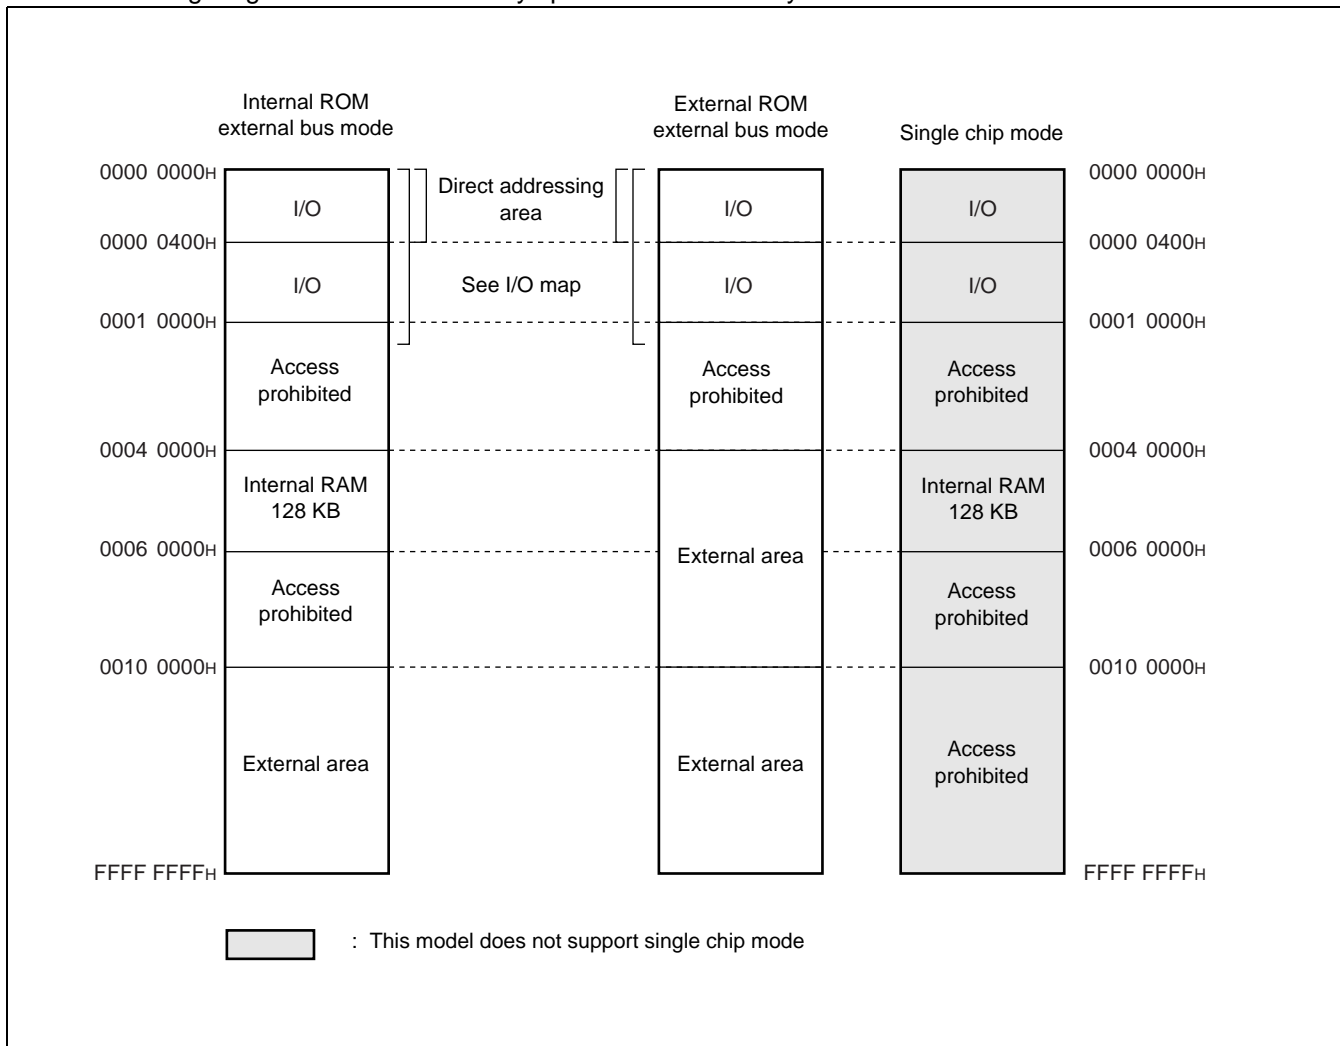 Internal ROM
external bus mode
External ROM
external bus mode
Single chip mode
0000 0000H
I/O
Direct addressing
area
I/O
I/O
0000 0000H
0000 0400H
0000 0400H
I/O
See I/O map
I/O
I/O
0001 0000H
0001 0000H
Access
prohibited
Access
prohibited
Access
prohibited
0004 0000H
0004 0000H
Internal RAM
128 KB
External area
Internal RAM
128 KB
0006 0000H
0006 0000H
Access
prohibited
Access
prohibited
0010 0000H
0010 0000H
External area
External area
Access
prohibited
FFFF FFFFH
FFFF FFFFH
: This model does not support single chip mode